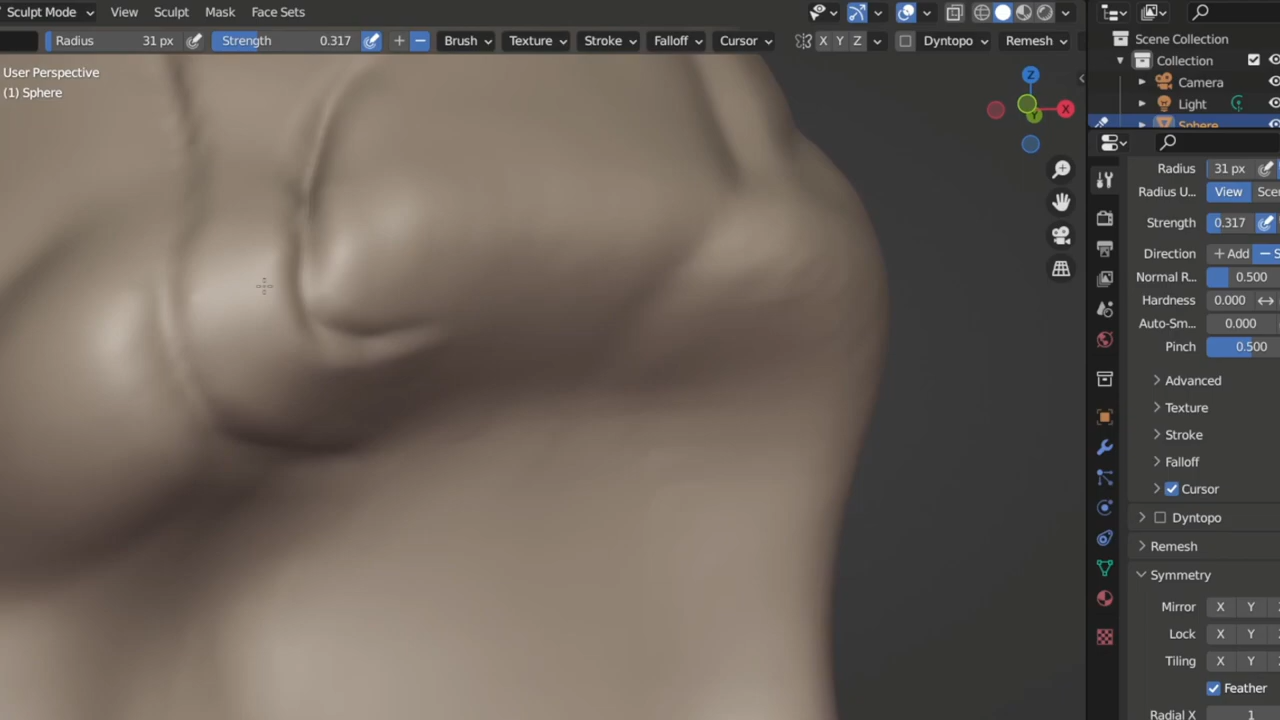 Sculpt Mode View Sculpt Mask Face Sets
Radius 31 px Strength 0.317 Brush Texture Stroke Falloff Cursor X Y Z Dyntopo Remesh
User Perspective
(1) Sphere
Z
X
Y
Scene Collection
Collection
Camera
Light
Sphere
Radius 31 px
Radius U... View Sce
Strength 0.317
Direction + Add S
Normal R... 0.500
Hardness 0.000
Auto-Sm... 0.000
Pinch 0.500
Advanced
Texture
Stroke
Falloff
Cursor
Dyntopo
Remesh
Symmetry
Mirror X Y
Lock X Y
Tiling X Y
Feather
Radial X 1